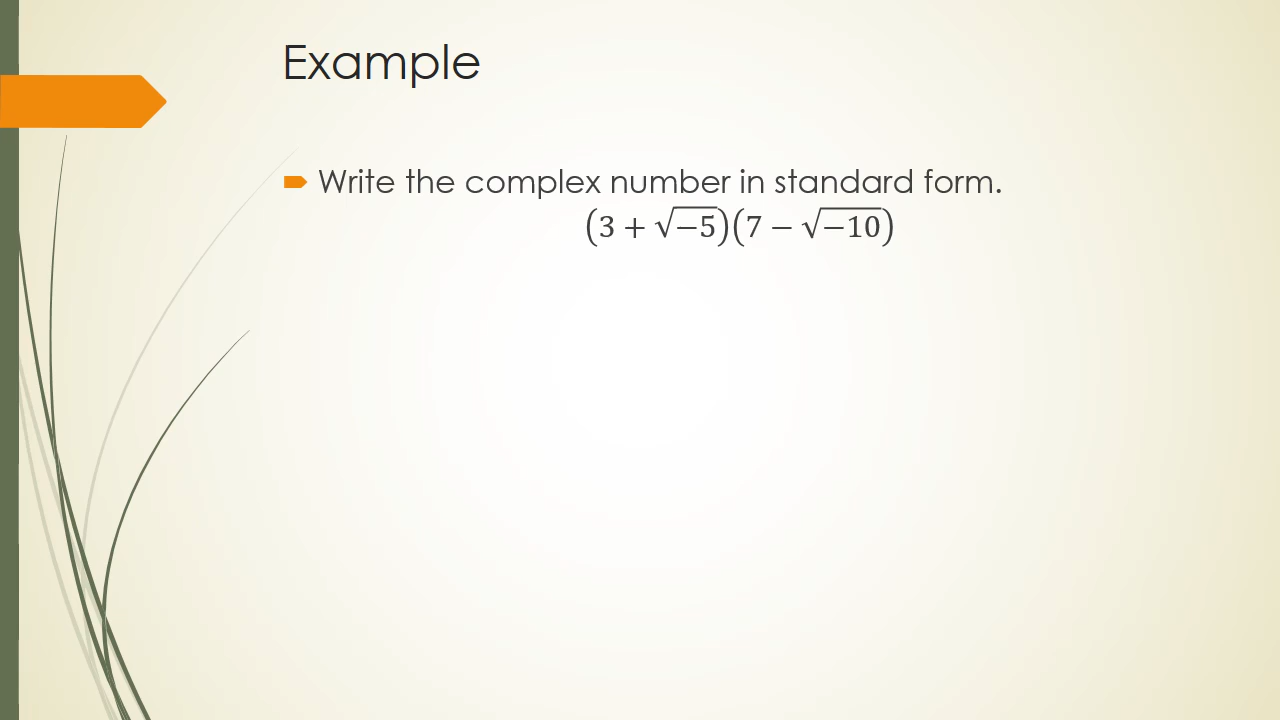 Example
Write the complex number in standard form.
(3 + √−5)(7 − √−10)